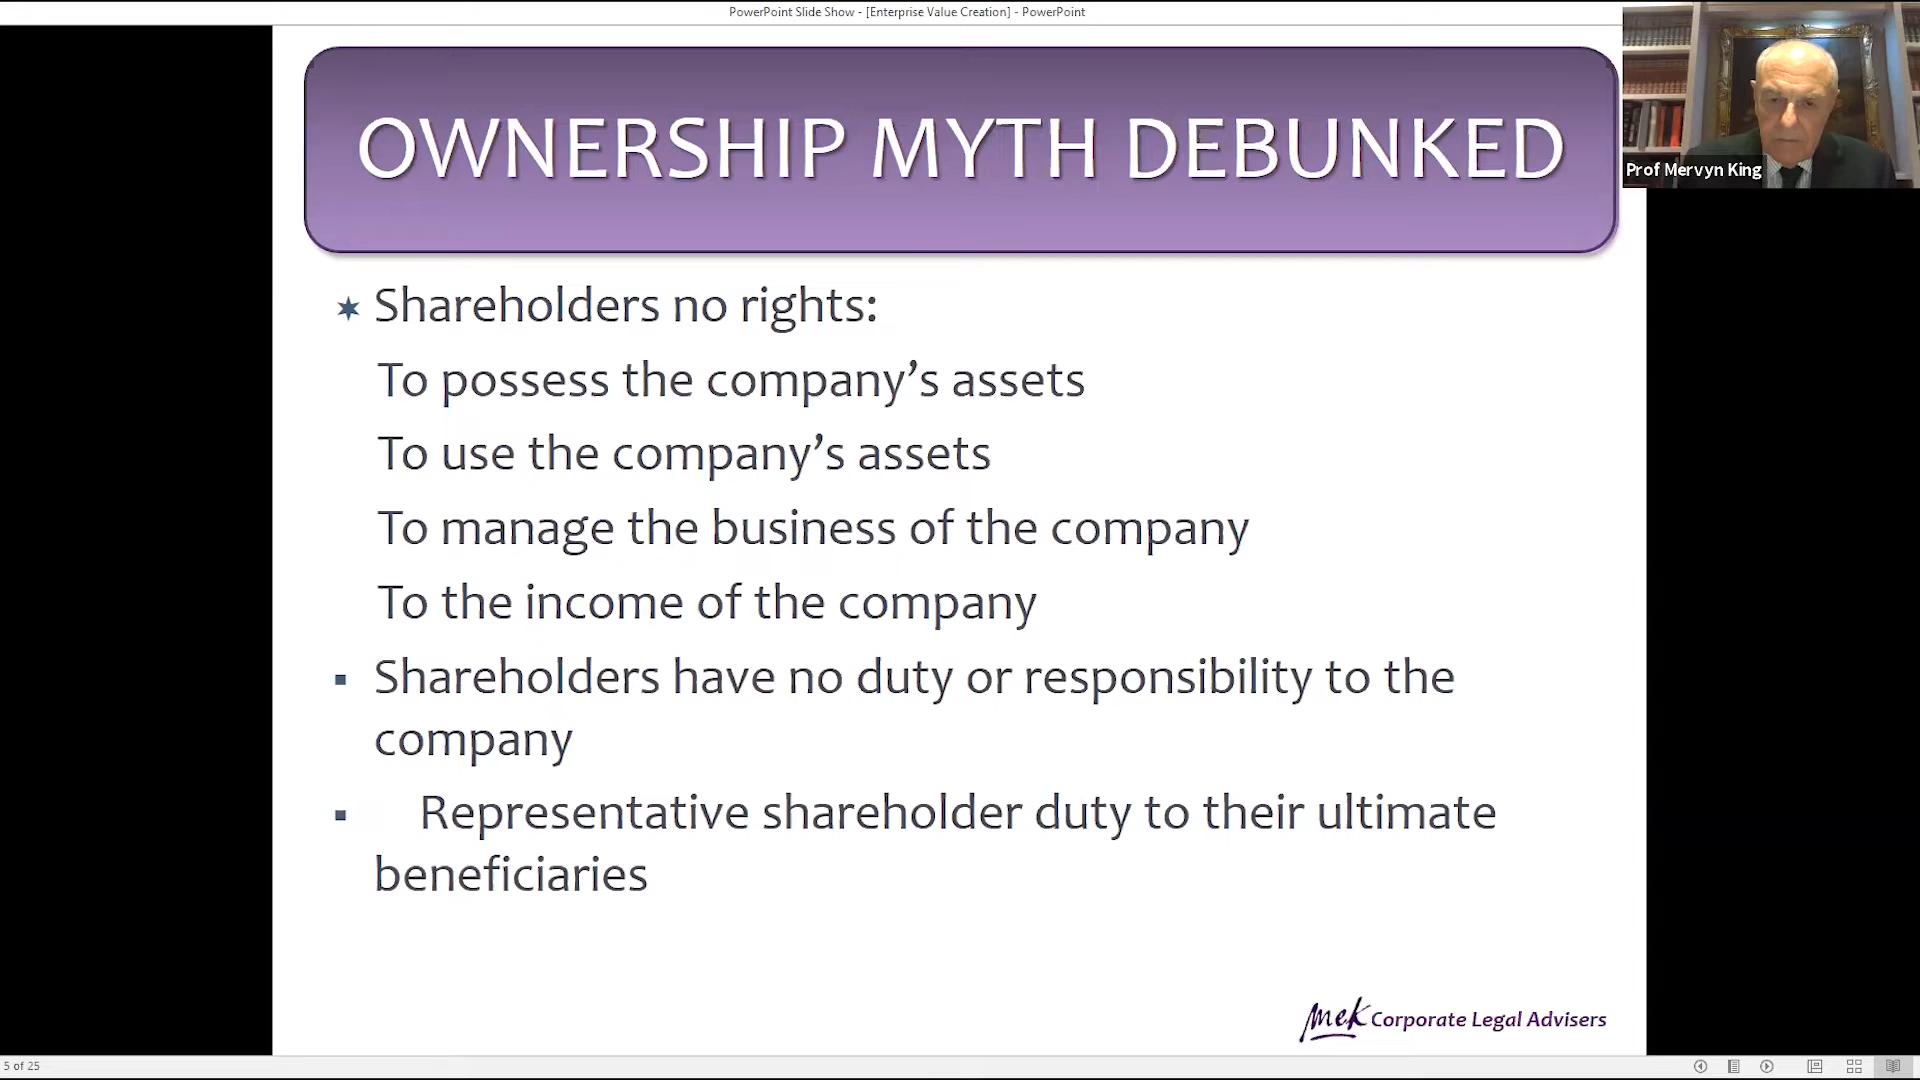 PowerPoint Slide Show - [Enterprise Value Creation] - PowerPoint
OWNERSHIP MYTH DEBUNKED
Prof Mervyn King
Shareholders no rights:
To possess the company’s assets
To use the company’s assets
To manage the business of the company
To the income of the company
Shareholders have no duty or responsibility to the
company
Representative shareholder duty to their ultimate
beneficiaries
mek Corporate Legal Advisers
5 of 25